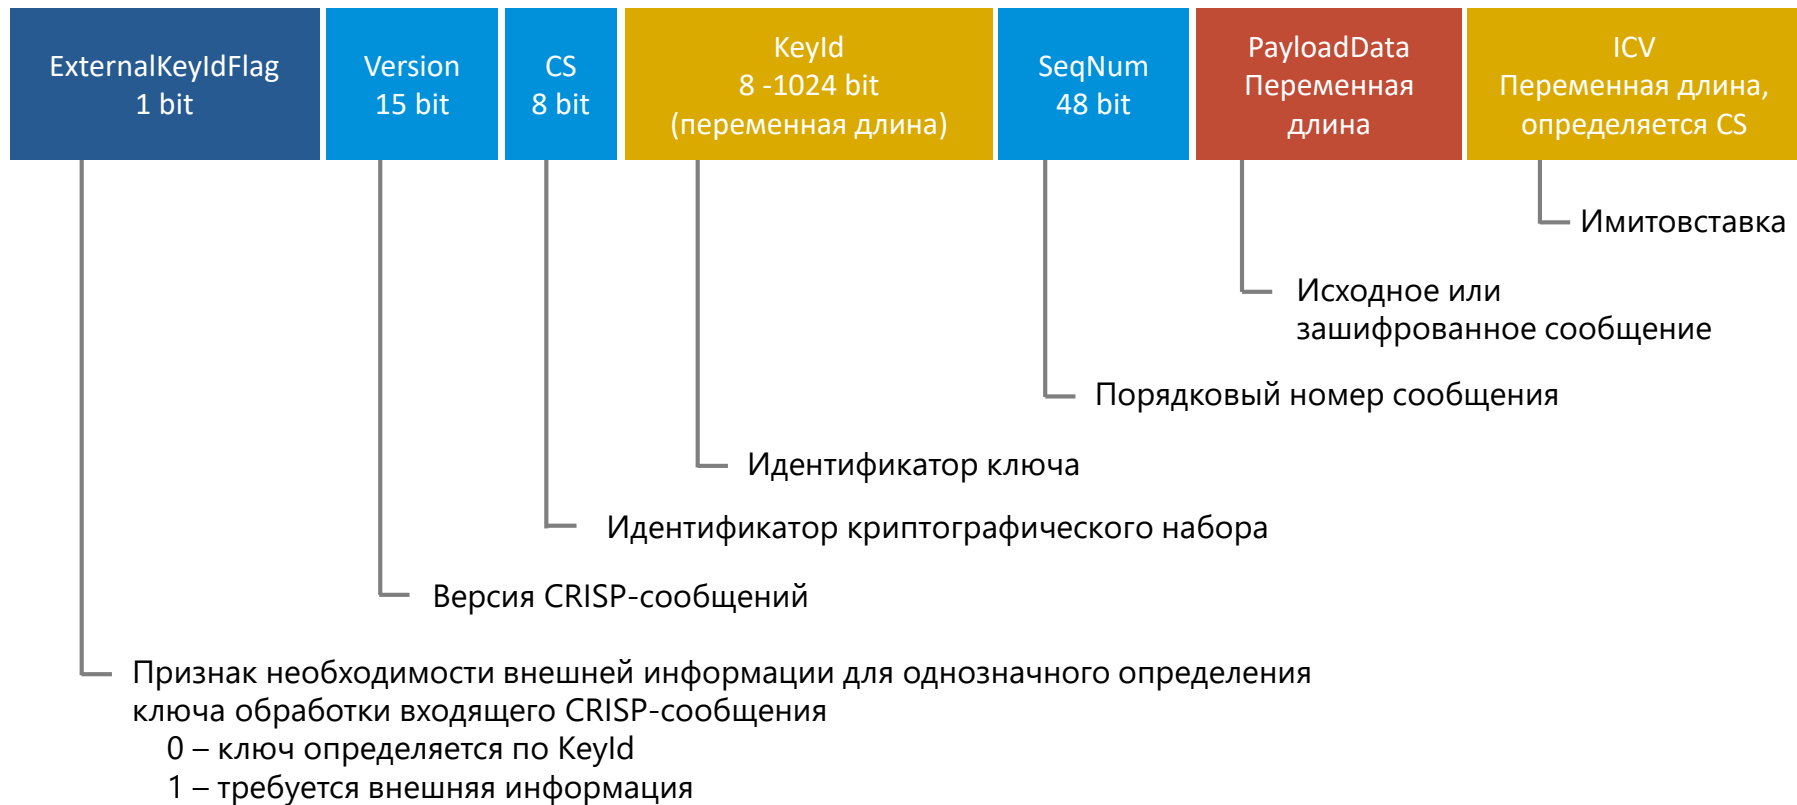 ExternalKeyIdFlag
1 bit
Version
15 bit
CS
8 bit
KeyId
8 -1024 bit
(переменная длина)
SeqNum
48 bit
PayloadData
Переменная
длина
ICV
Переменная длина,
определяется CS
Имитовставка
Исходное или
зашифрованное сообщение
Порядковый номер сообщения
Идентификатор ключа
Идентификатор криптографического набора
Версия CRISP-сообщений
Признак необходимости внешней информации для однозначного определения
ключа обработки входящего CRISP-сообщения
0 – ключ определяется по KeyId
1 – требуется внешняя информация